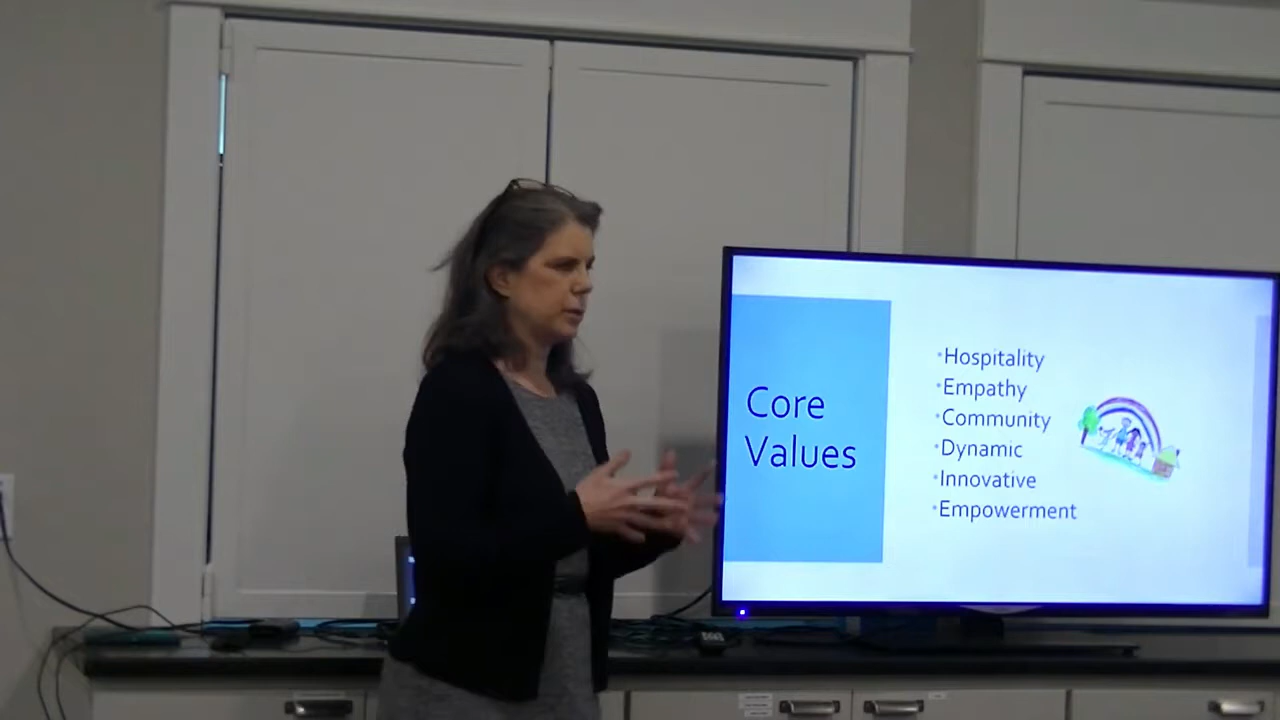 Core
Values
•Hospitality
•Empathy
•Community
•Dynamic
•Innovative
•Empowerment